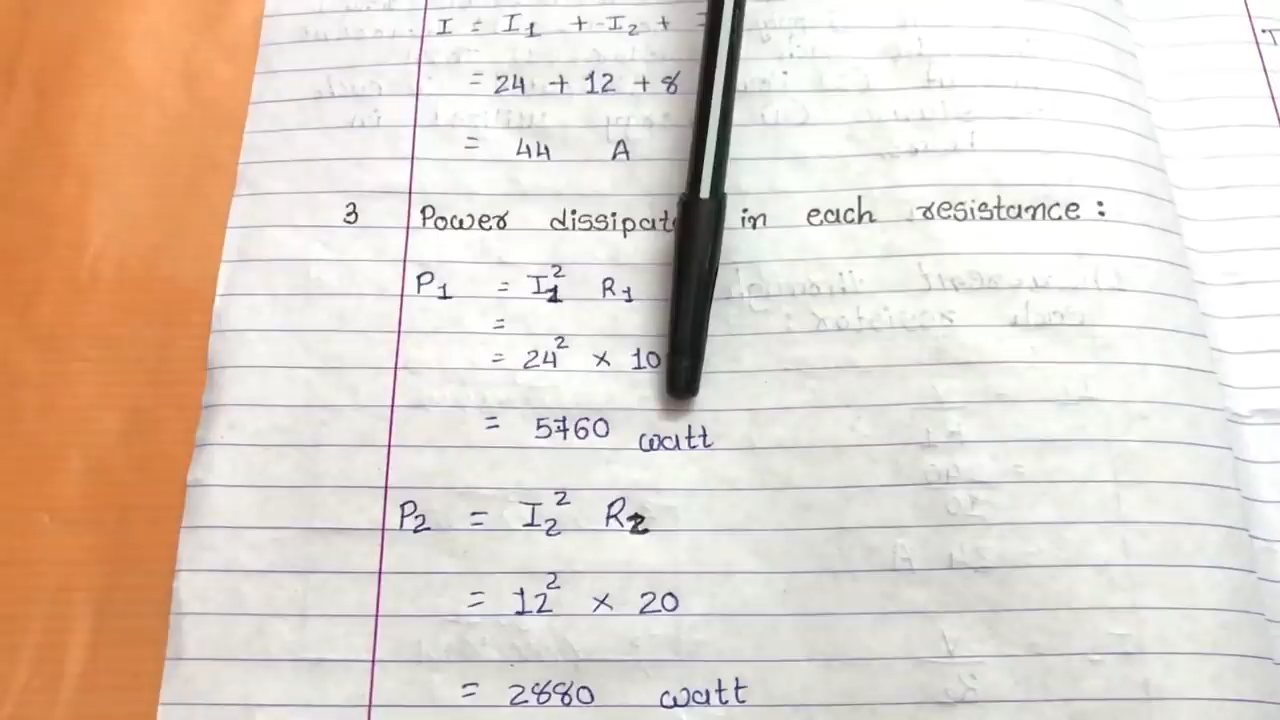 I = I₁ + I₂ +
= 24 + 12 + 8
= 44 A
3 Power in each resistance :
P₁ = I₁² R₁
=
= 24² × 10
= 5760 watt
P₂ = I₂² R₂
= 12² × 20
= 2880 watt